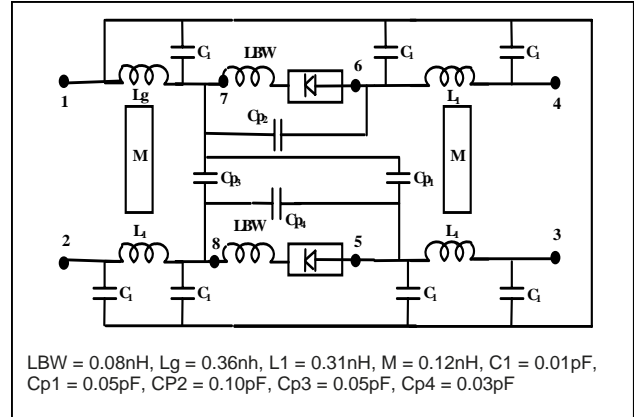 C1 LBW 6 C1 C1
1 Lg 7 L1 4
Cp2
M Cp3 Cp1 M
Cp4
2 L1 8 LBW 5 L1 3
C1 C1 C1 C1
LBW = 0.08nH, Lg = 0.36nh, L1 = 0.31nH, M = 0.12nH, C1 = 0.01pF,
Cp1 = 0.05pF, CP2 = 0.10pF, Cp3 = 0.05pF, Cp4 = 0.03pF